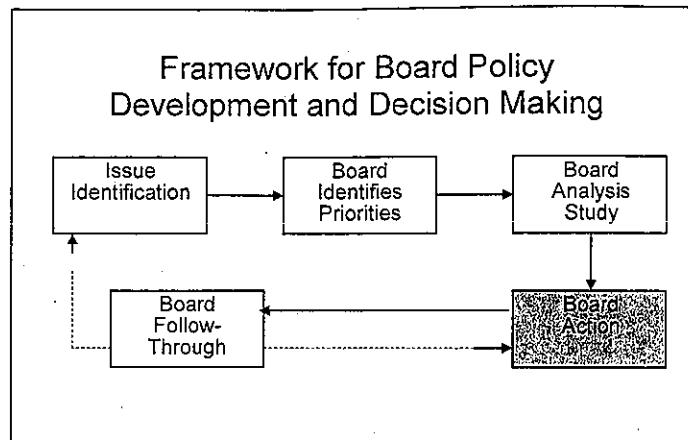 Framework for Board Policy
Development and Decision Making
Issue
Identification
Board
Identifies
Priorities
Board
Analysis
Study
Board
Follow-
Through
Board
Action